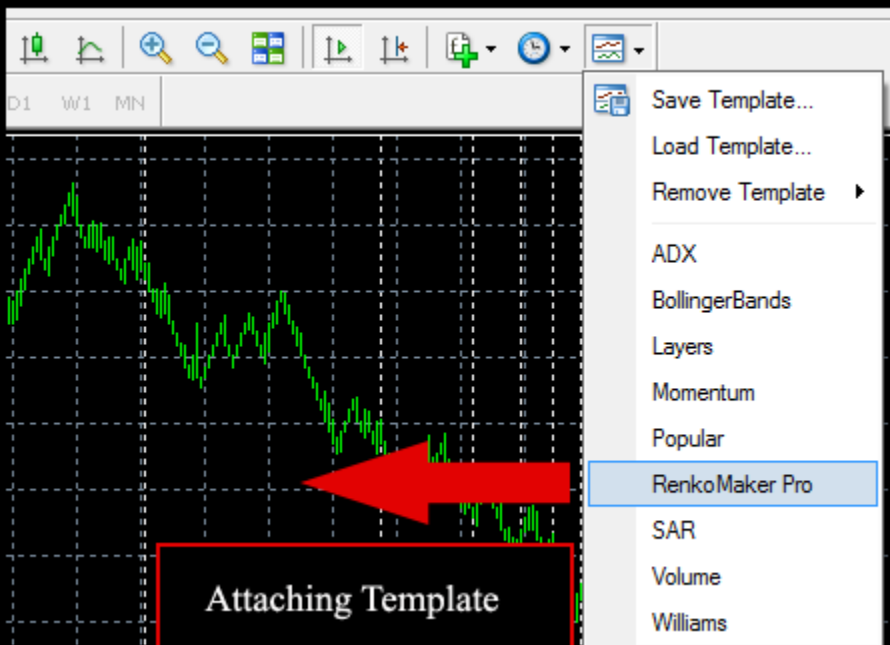 D1 W1 MN
Save Template...
Load Template...
Remove Template
ADX
BollingerBands
Layers
Momentum
Popular
RenkoMaker Pro
SAR
Volume
Williams
Attaching Template